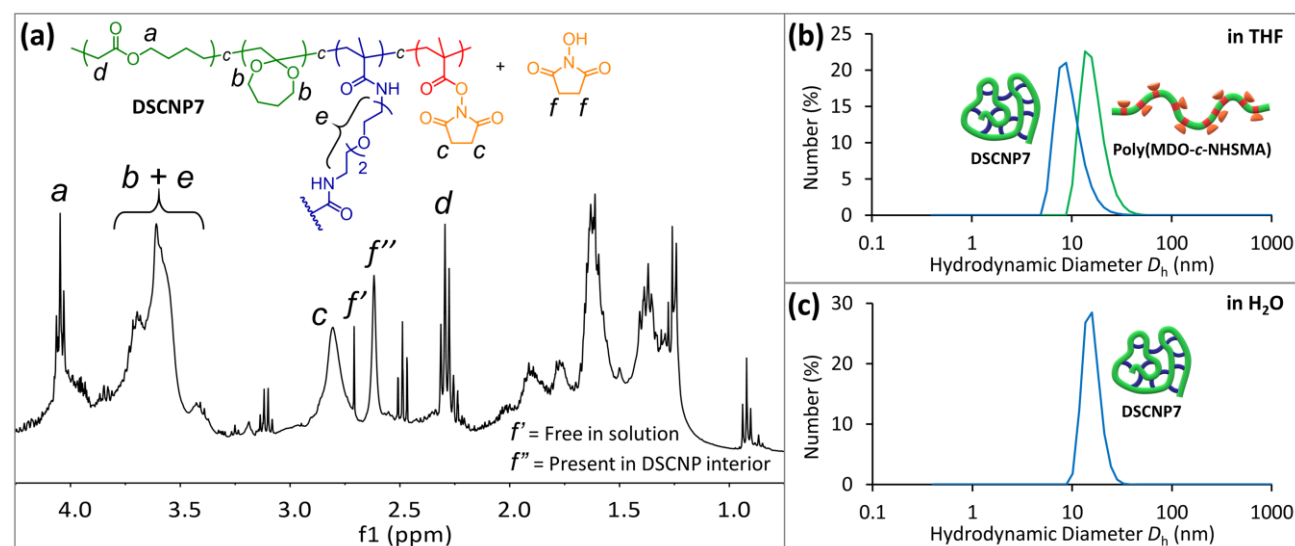 (a)
a
O
O
d
c
b
O
O
b
c
O
NH
e
O
2
HN
O
c
O
O
O
N
O
c
c
+
OH
O
N
O
f
f
DSCNP7
a
b + e
c
f'
f''
d
f' = Free in solution
f'' = Present in DSCNP interior
4.0 3.5 3.0 2.5 2.0 1.5 1.0
f1 (ppm)
(b)
in THF
Number (%)
25
20
15
10
5
0
DSCNP7
Poly(MDO-c-NHSMA)
0.1 1 10 100 1000
Hydrodynamic Diameter Dh (nm)
(c)
in H2O
Number (%)
30
20
10
0
DSCNP7
0.1 1 10 100 1000
Hydrodynamic Diameter Dh (nm)